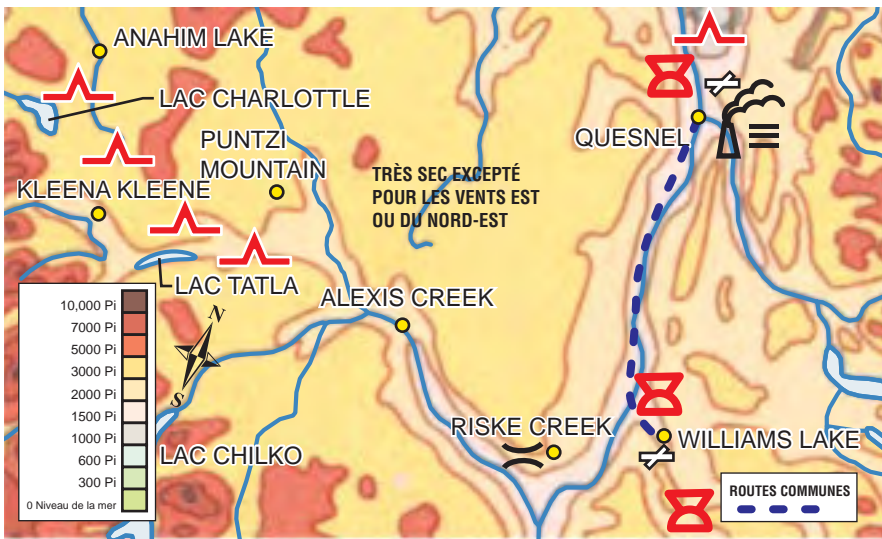 ANAHIM LAKE
LAC CHARLOTTLE
PUNTZI
MOUNTAIN
KLEENA KLEENE
LAC TATLA
TRÈS SEC EXCEPTÉ
POUR LES VENTS EST
OU DU NORD-EST
QUESNEL
ALEXIS CREEK
RISKE CREEK
WILLIAMS LAKE
LAC CHILKO
10,000 Pi
7000 Pi
5000 Pi
3000 Pi
2000 Pi
1500 Pi
1000 Pi
600 Pi
300 Pi
0 Niveau de la mer
N
S
ROUTES COMMUNES